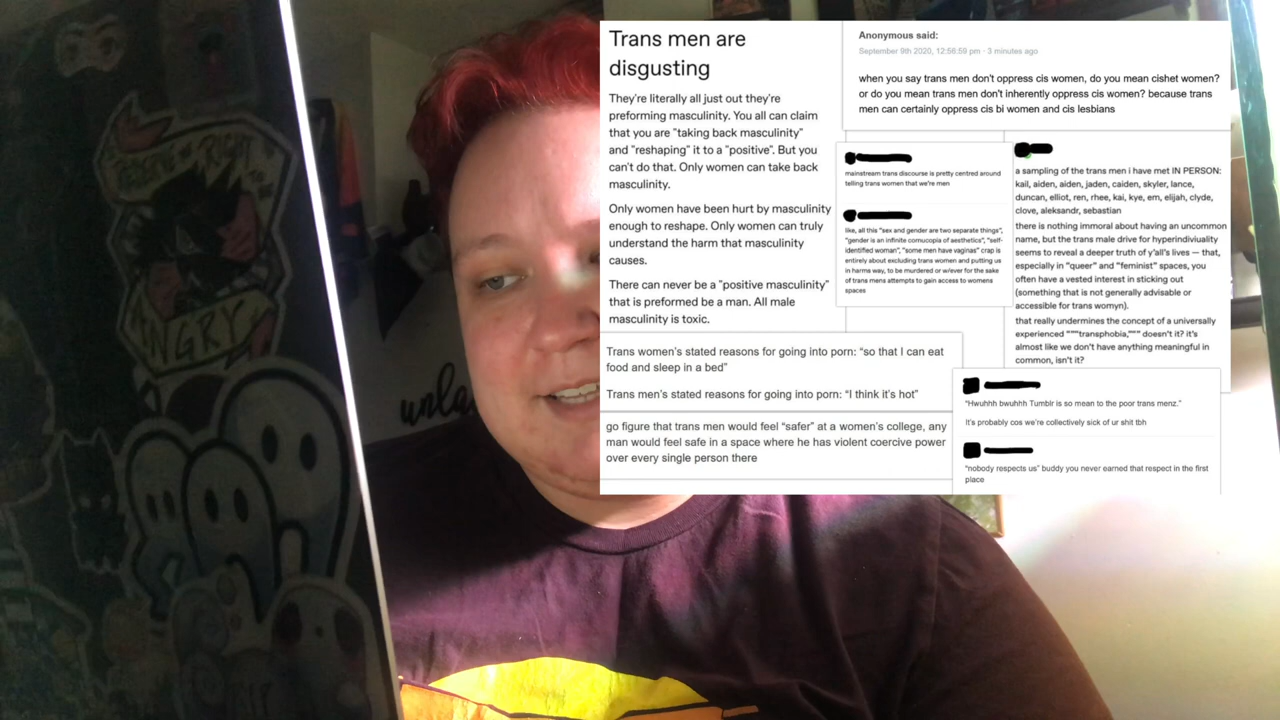 Trans men are
disgusting
They're literally all just out they're
preforming masculinity. You all can claim
that you are "taking back masculinity"
and "reshaping" it to a "positive". But you
can't do that. Only women can take back
masculinity.
Only women have been hurt by masculinity
enough to reshape. Only women can truly
understand the harm that masculinity
causes.
There can never be a "positive masculinity"
that is preformed be a man. All male
masculinity is toxic.
Anonymous said:
September 9th 2020, 12:56:59 pm · 3 minutes ago
when you say trans men don't oppress cis women, do you mean cishet women?
or do you mean trans men don't inherently oppress cis women? because trans
men can certainly oppress cis bi women and cis lesbians
mainstream trans discourse is pretty centred around
telling trans women that we're men
like, all this "sex and gender are two separate things",
"gender is an infinite cornucopia of aesthetics", "self-
identified woman", "some men have vaginas" crap is
entirely about excluding trans women and putting us
in harms way, to be murdered or w/ever for the sake
of trans mens attempts to gain access to womens
spaces
a sampling of the trans men i have met IN PERSON:
kail, aiden, aiden, jaden, caiden, skyler, lance,
duncan, elliot, ren, rhee, kai, kye, em, elijah, clyde,
clove, aleksandr, sebastian
there is nothing immoral about having an uncommon
name, but the trans male drive for hyperindiviuality
seems to reveal a deeper truth of y'all's lives — that,
especially in "queer" and "feminist" spaces, you
often have a vested interest in sticking out
(something that is not generally advisable or
accessible for trans womyn).
that really undermines the concept of a universally
experienced """transphobia,""" doesn't it? it's
almost like we don't have anything meaningful in
common, isn't it?
Trans women's stated reasons for going into porn: "so that I can eat
food and sleep in a bed"
Trans men's stated reasons for going into porn: "I think it's hot"
go figure that trans men would feel "safer" at a women's college, any
man would feel safe in a space where he has violent coercive power
over every single person there
"Hwuhhh bwuhhh Tumblr is so mean to the poor trans menz."
It's probably cos we're collectively sick of ur shit tbh
"nobody respects us" buddy you never earned that respect in the first
place
ANGRY